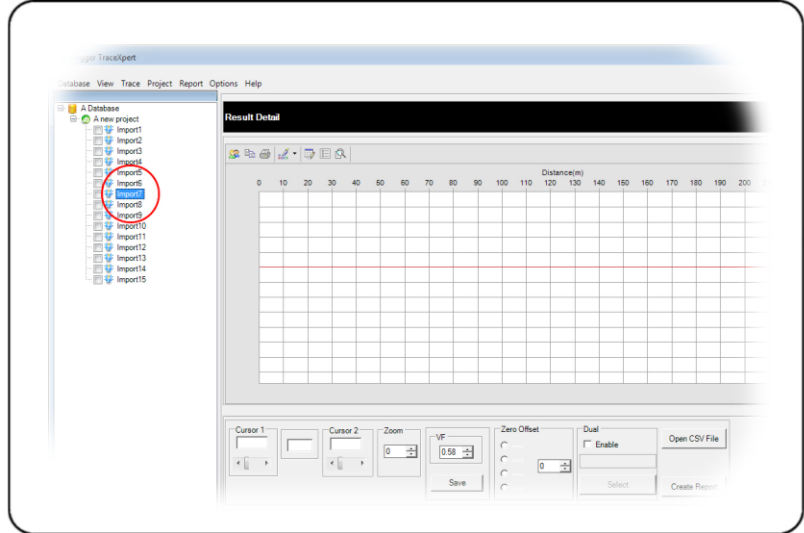 TraceXpert
Database View Trace Project Report Options Help
A Database
A new project
Import1
Import2
Import3
Import4
Import5
Import6
Import7
Import8
Import9
Import10
Import11
Import12
Import13
Import14
Import15
Result Detail
Distance(m)
0 10 20 30 40 50 60 70 80 90 100 110 120 130 140 150 160 170 180 190 200
Cursor 1
Cursor 2
Zoom
0
VF
0.58
Save
Zero Offset
0
Dual
Enable
Select
Open CSV File
Create Report